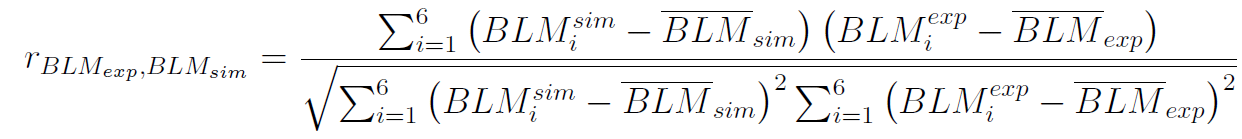 r_{BLM_{exp},BLM_{sim}} = \frac{\sum_{i=1}^{6} \left( BLM_i^{sim} - \overline{BLM}_{sim} \right) \left( BLM_i^{exp} - \overline{BLM}_{exp} \right)}{\sqrt{\sum_{i=1}^{6} \left( BLM_i^{sim} - \overline{BLM}_{sim} \right)^2 \sum_{i=1}^{6} \left( BLM_i^{exp} - \overline{BLM}_{exp} \right)^2}}